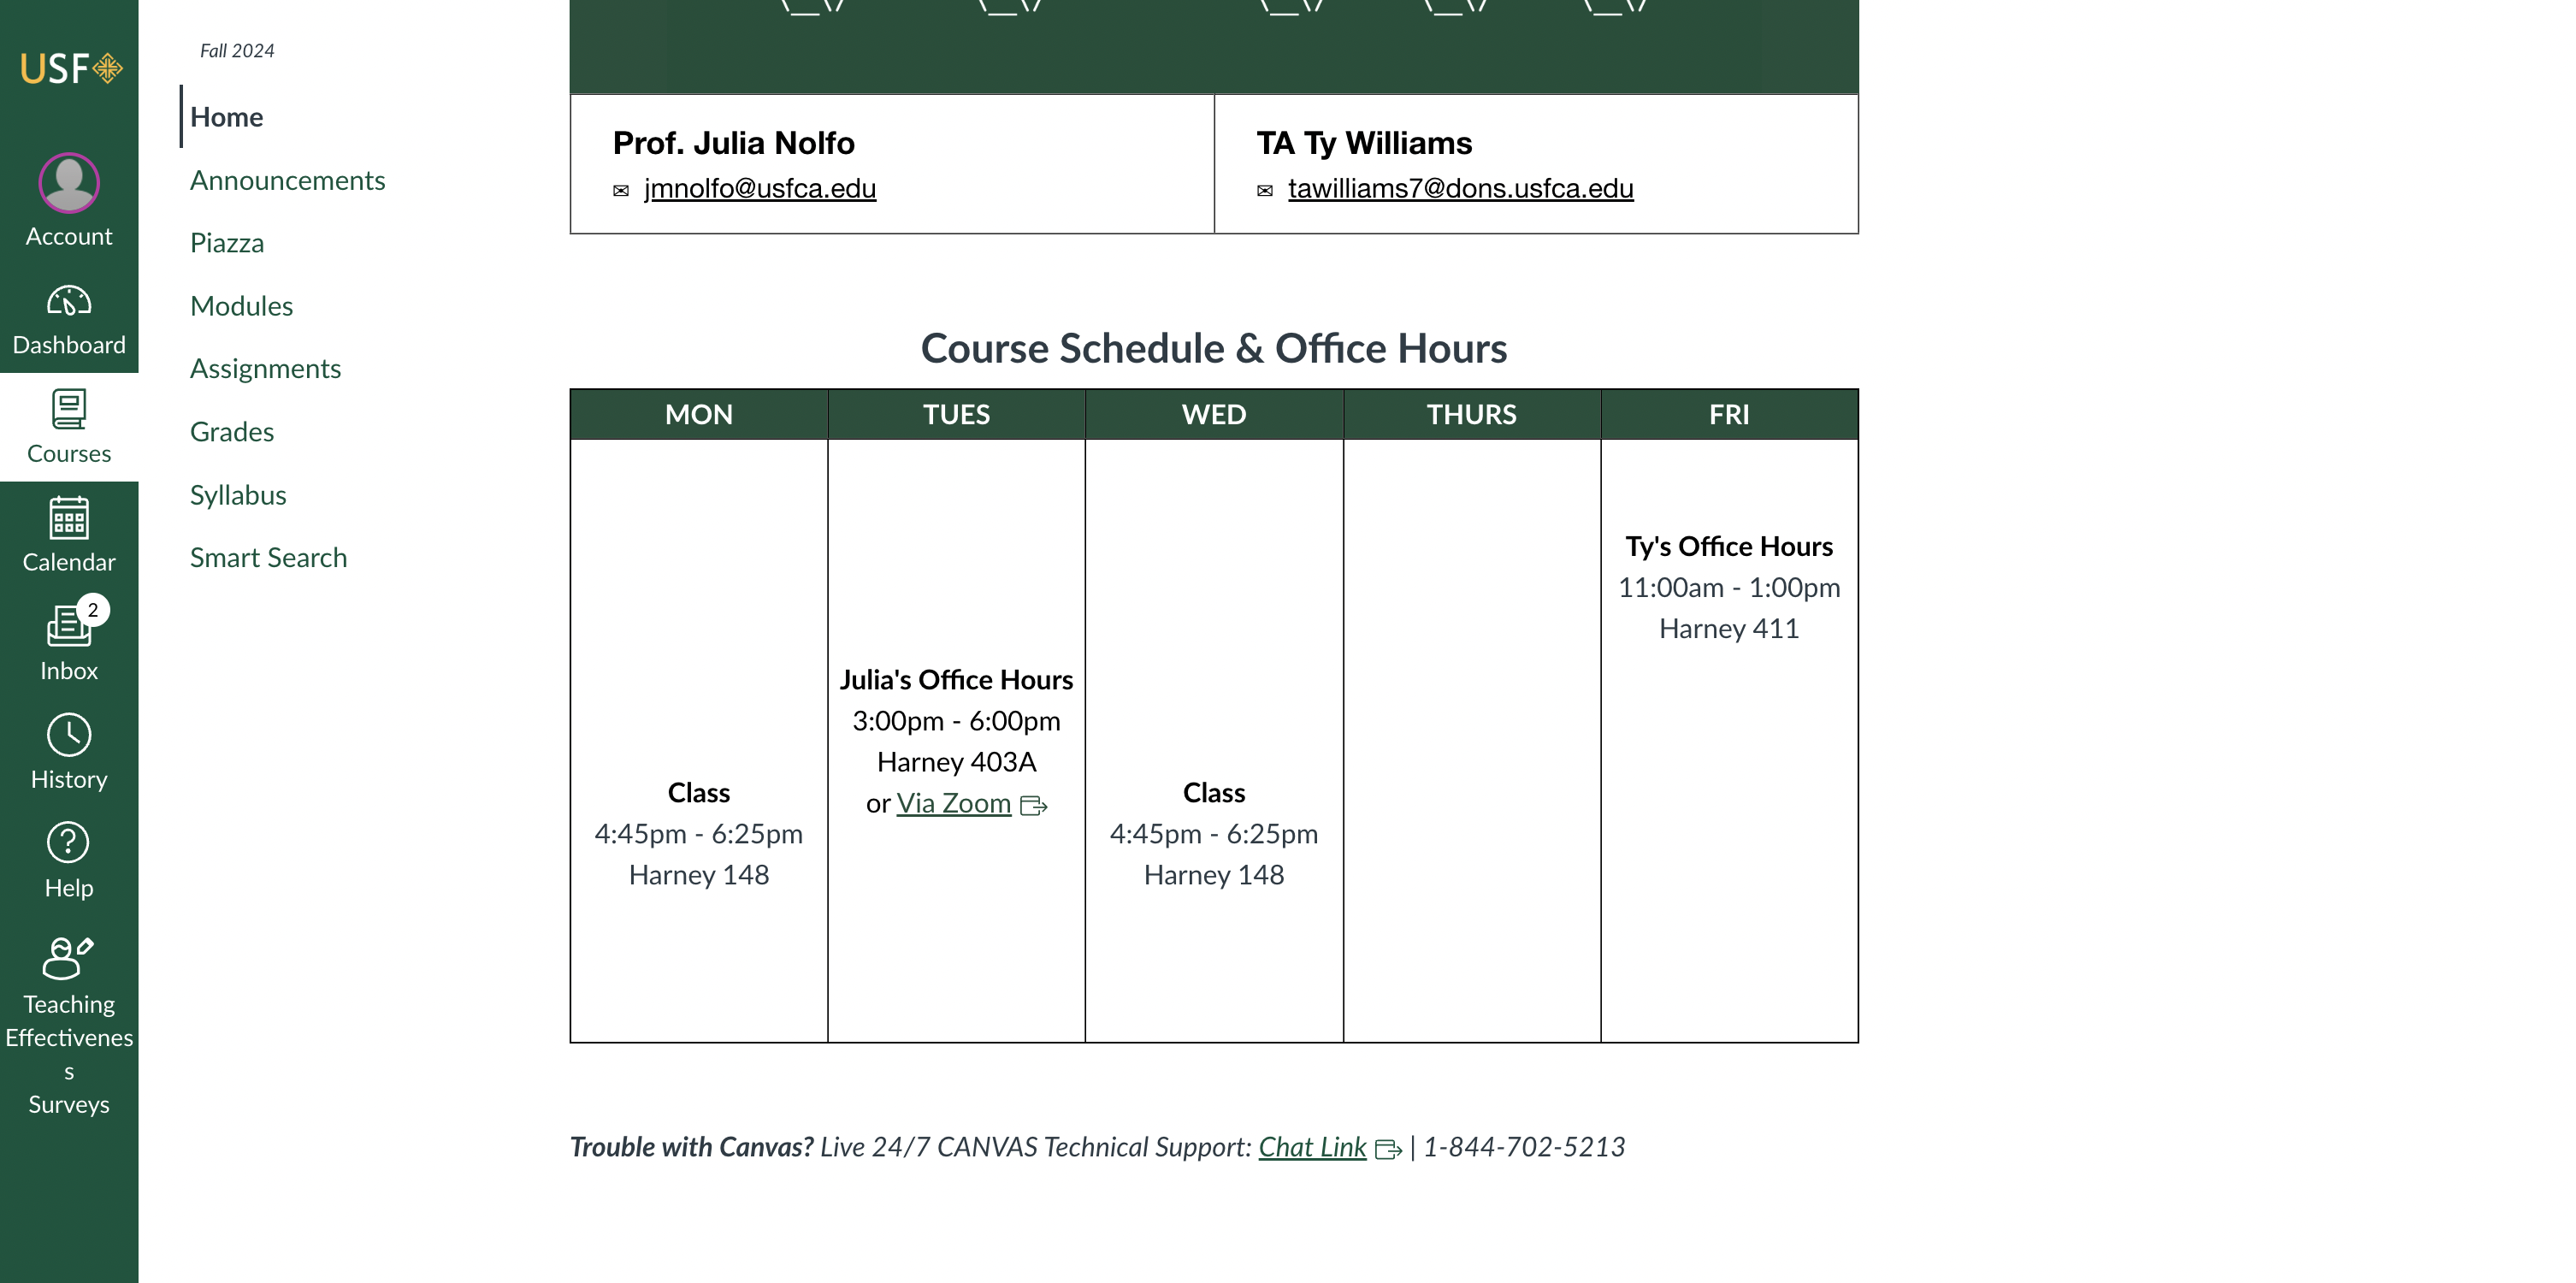 USF
Account
Dashboard
Courses
Calendar
2
Inbox
History
Help
Teaching
Effectivenes
s
Surveys
Fall 2024
Home
Announcements
Piazza
Modules
Assignments
Grades
Syllabus
Smart Search
Prof. Julia Nolfo
✉ jmnolfo@usfca.edu
TA Ty Williams
✉ tawilliams7@dons.usfca.edu
Course Schedule & Office Hours
MON TUES WED THURS FRI
Class
4:45pm - 6:25pm
Harney 148
Julia's Office Hours
3:00pm - 6:00pm
Harney 403A
or Via Zoom
Class
4:45pm - 6:25pm
Harney 148
Ty's Office Hours
11:00am - 1:00pm
Harney 411
Trouble with Canvas? Live 24/7 CANVAS Technical Support: Chat Link | 1-844-702-5213